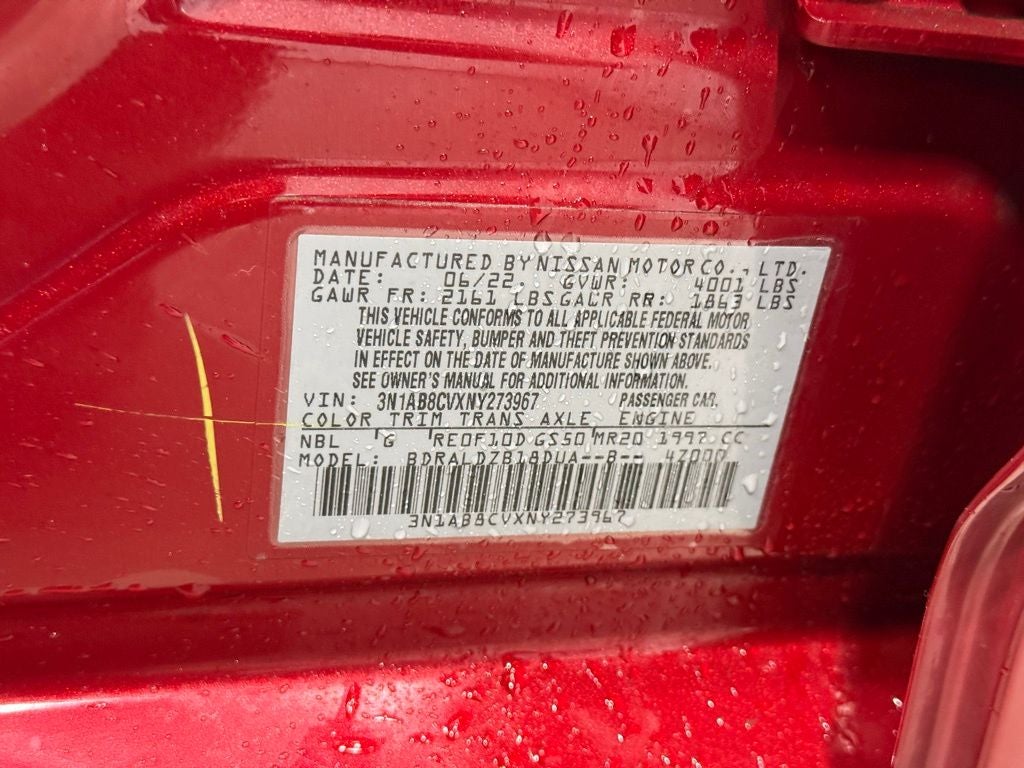 MANUFACTURED BY NISSAN MOTOR CO., LTD.
DATE: 06/22 GVWR: 4001 LBS
GAWR FR: 2161 LBS GAWR RR: 1863 LBS
THIS VEHICLE CONFORMS TO ALL APPLICABLE FEDERAL MOTOR
VEHICLE SAFETY, BUMPER AND THEFT PREVENTION STANDARDS
IN EFFECT ON THE DATE OF MANUFACTURE SHOWN ABOVE.
SEE OWNER'S MANUAL FOR ADDITIONAL INFORMATION.
VIN: 3N1AB8CVXNY273967 PASSENGER CAR.
COLOR TRIM TRANS AXLE ENGINE
NBL G RE0F10D GS50 MR20 1997 CC
MODEL: BDRALDZB18DUA--B-- 47000
3N1AB8CVXNY273967